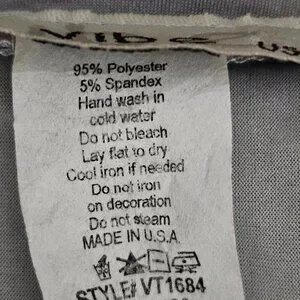 Vibe
US
95% Polyester
5% Spandex
Hand wash in
cold water
Do not bleach
Lay flat to dry
Cool iron if needed
Do not iron
on decoration
Do not steam
MADE IN U.S.A.
STYLE# VT1684